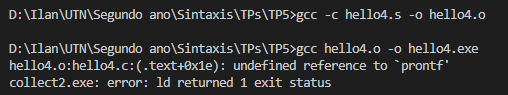 D:\Ilan\UTN\Segundo ano\Sintaxis\TPs\TP5>gcc -c hello4.s -o hello4.o
D:\Ilan\UTN\Segundo ano\Sintaxis\TPs\TP5>gcc hello4.o -o hello4.exe
hello4.o:hello4.c:(.text+0x1e): undefined reference to `prontf'
collect2.exe: error: ld returned 1 exit status